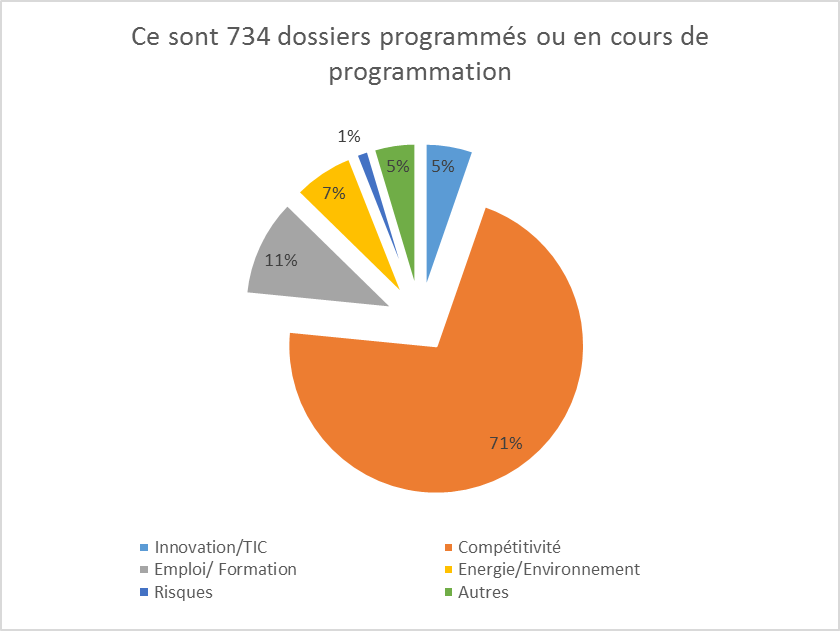 Ce sont 734 dossiers programmés ou en cours de
programmation
1%
5%
5%
7%
11%
71%
Innovation/TIC
Compétitivité
Emploi/ Formation
Energie/Environnement
Risques
Autres